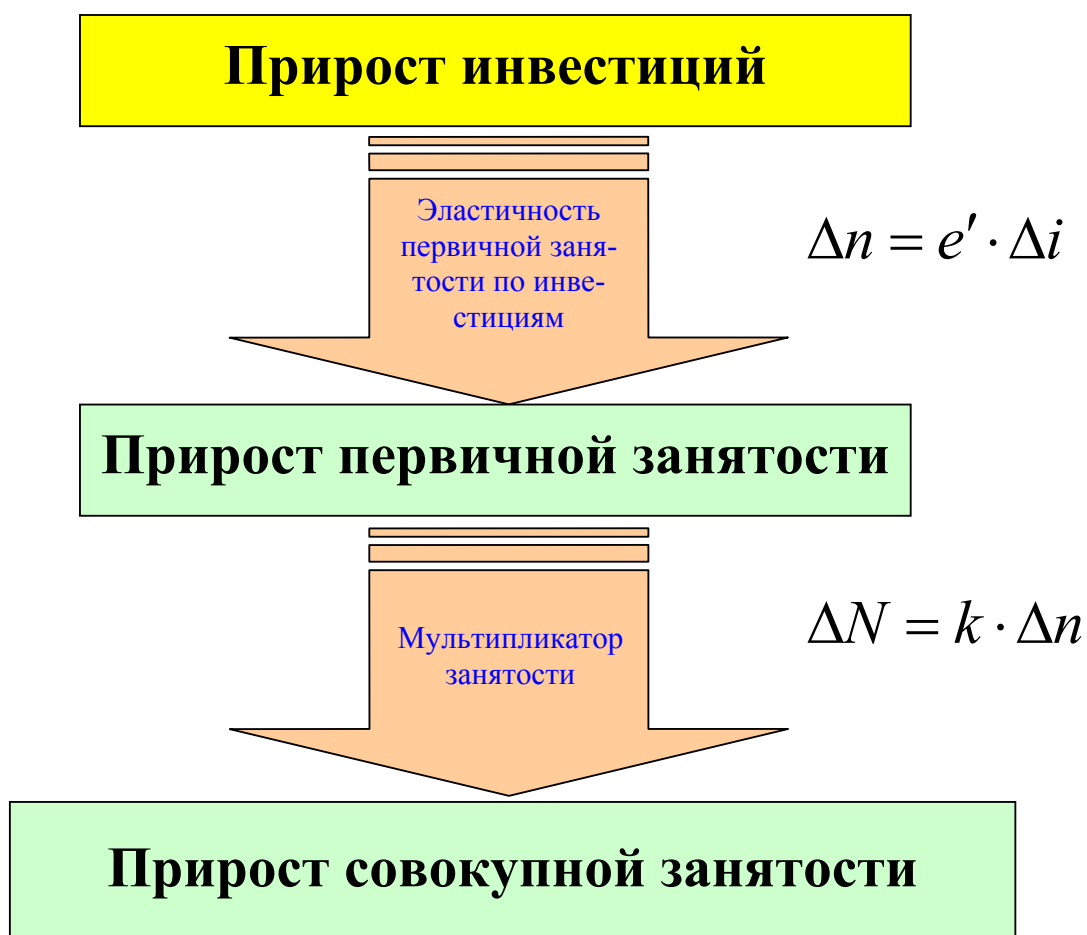 Прирост инвестиций
Эластичность
первичной заня-
тости по инве-
стициям
Δn = e′ · Δi
Прирост первичной занятости
Мультипликатор
занятости
ΔN = k · Δn
Прирост совокупной занятости